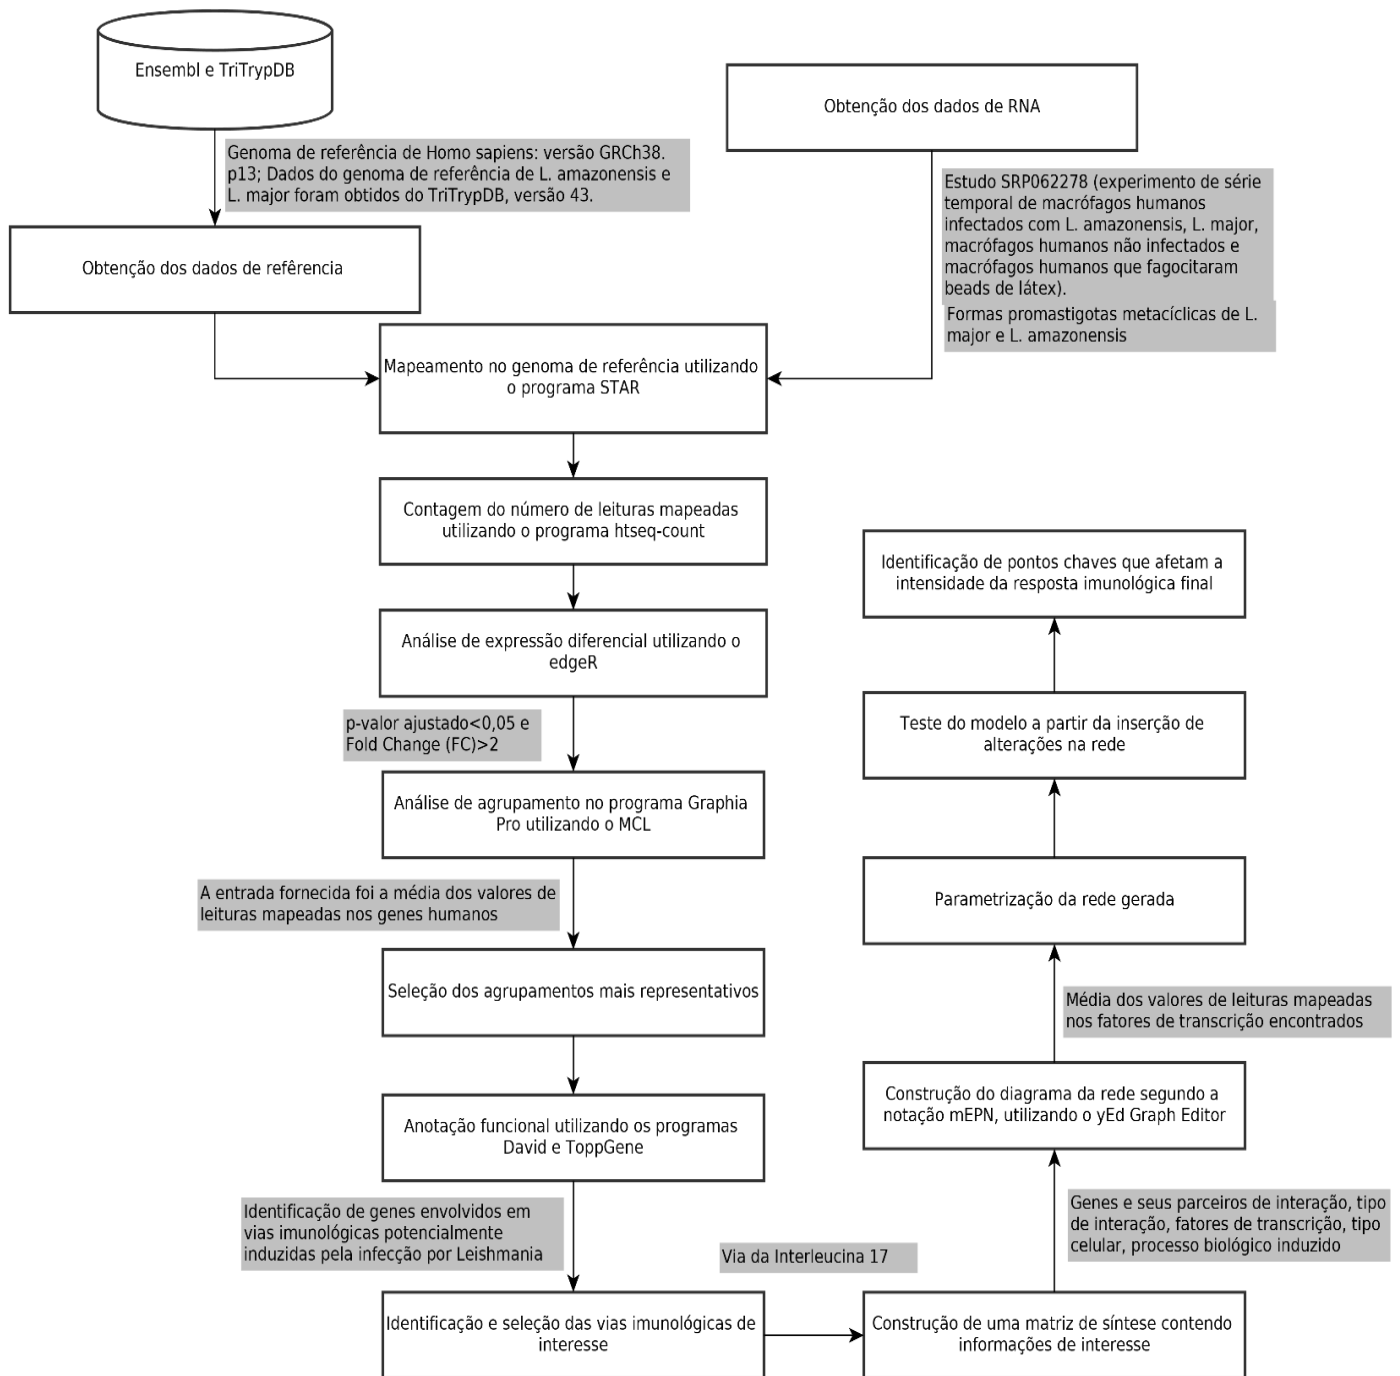 Ensembl e TriTrypDB
Obtenção dos dados de RNA
Genoma de referência de Homo sapiens: versão GRCh38.
p13; Dados do genoma de referência de L. amazonensis e
L. major foram obtidos do TriTrypDB, versão 43.
Estudo SRP062278 (experimento de série
temporal de macrófagos humanos
infectados com L. amazonensis, L. major,
macrófagos humanos não infectados e
macrófagos humanos que fagocitaram
beads de látex).
Formas promastigotas metacíclicas de L.
major e L. amazonensis
Obtenção dos dados de refêrencia
Mapeamento no genoma de referência utilizando
o programa STAR
Contagem do número de leituras mapeadas
utilizando o programa htseq-count
Análise de expressão diferencial utilizando o
edgeR
p-valor ajustado<0,05 e
Fold Change (FC)>2
Análise de agrupamento no programa Graphia
Pro utilizando o MCL
A entrada fornecida foi a média dos valores de
leituras mapeadas nos genes humanos
Seleção dos agrupamentos mais representativos
Anotação funcional utilizando os programas
David e ToppGene
Identificação de genes envolvidos em
vias imunológicas potencialmente
induzidas pela infecção por Leishmania
Identificação e seleção das vias imunológicas de
interesse
Via da Interleucina 17
Construção de uma matriz de síntese contendo
informações de interesse
Genes e seus parceiros de interação, tipo
de interação, fatores de transcrição, tipo
celular, processo biológico induzido
Construção do diagrama da rede segundo a
notação mEPN, utilizando o yEd Graph Editor
Média dos valores de leituras mapeadas
nos fatores de transcrição encontrados
Parametrização da rede gerada
Teste do modelo a partir da inserção de
alterações na rede
Identificação de pontos chaves que afetam a
intensidade da resposta imunológica final